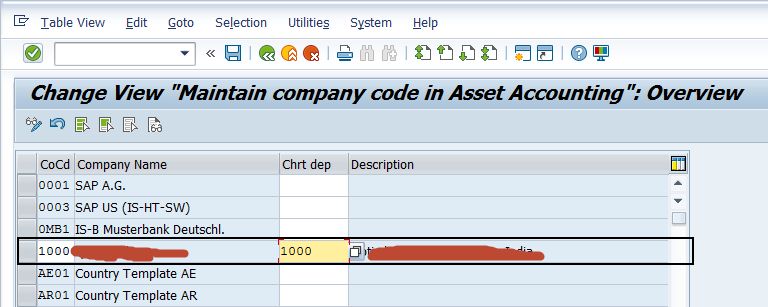 Table View Edit Goto Selection Utilities System Help
Change View "Maintain company code in Asset Accounting": Overview
CoCd Company Name Chrt dep Description
0001 SAP A.G.
0003 SAP US (IS-HT-SW)
0MB1 IS-B Musterbank Deutschl.
1000 1000
AE01 Country Template AE
AR01 Country Template AR